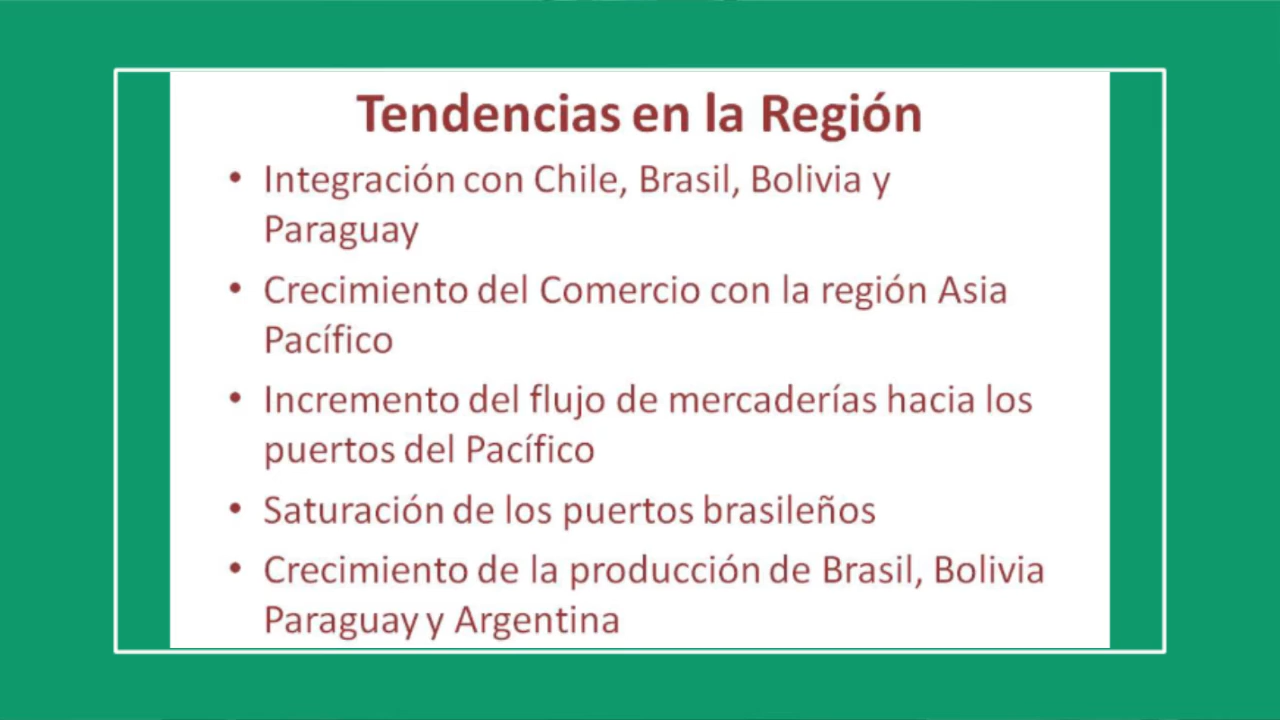 Tendencias en la Región
• Integración con Chile, Brasil, Bolivia y
Paraguay
• Crecimiento del Comercio con la región Asia
Pacífico
• Incremento del flujo de mercaderías hacia los
puertos del Pacífico
• Saturación de los puertos brasileños
• Crecimiento de la producción de Brasil, Bolivia
Paraguay y Argentina